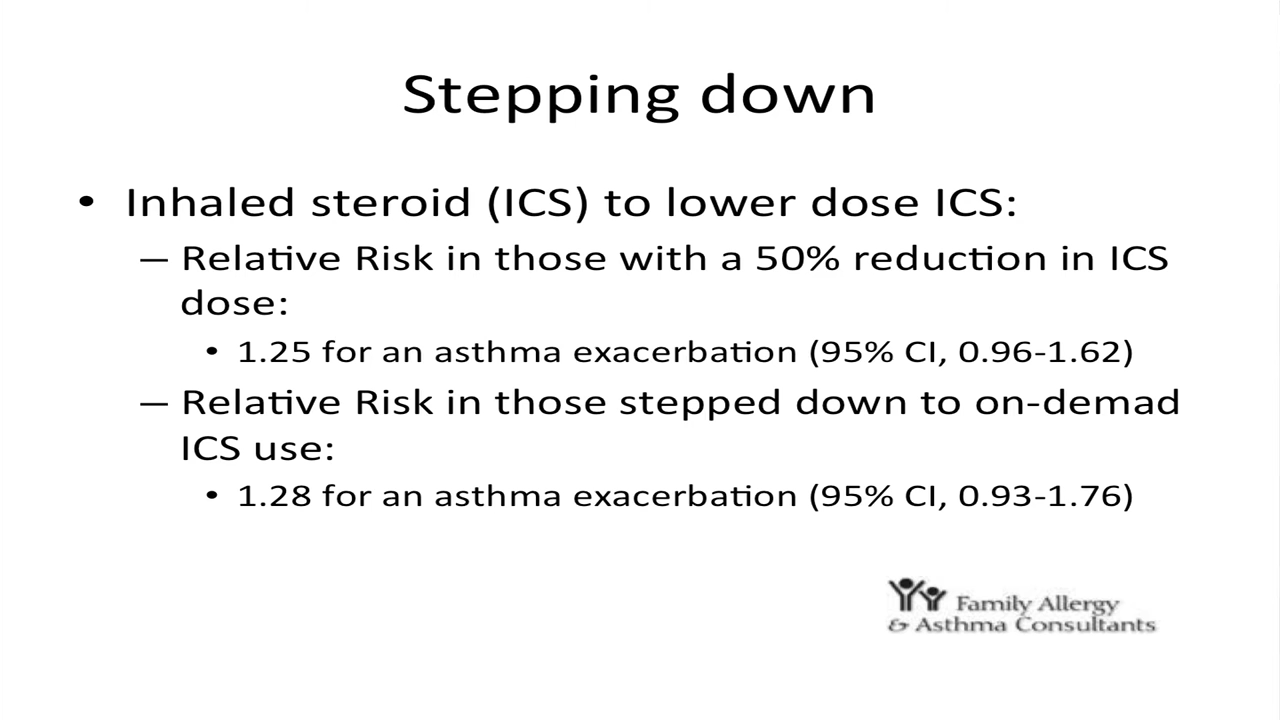 Stepping down
• Inhaled steroid (ICS) to lower dose ICS:
– Relative Risk in those with a 50% reduction in ICS
dose:
• 1.25 for an asthma exacerbation (95% CI, 0.96-1.62)
– Relative Risk in those stepped down to on-demad
ICS use:
• 1.28 for an asthma exacerbation (95% CI, 0.93-1.76)
Family Allergy
& Asthma Consultants